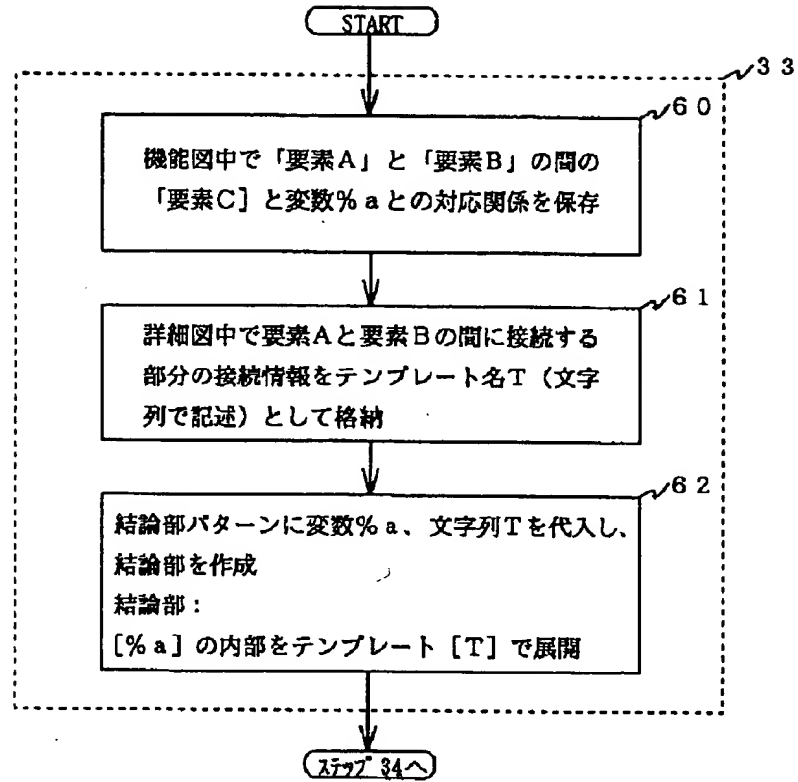 START
33
60
機能図中で「要素A」と「要素B」の間の
「要素C］と変数％aとの対応関係を保存
61
詳細図中で要素Aと要素Bの間に接続する
部分の接続情報をテンプレート名T（文字
列で記述）として格納
62
結論部パターンに変数％a、文字列Tを代入し、
結論部を作成
結論部：
［％a］の内部をテンプレート［T］で展開
ステップ34へ